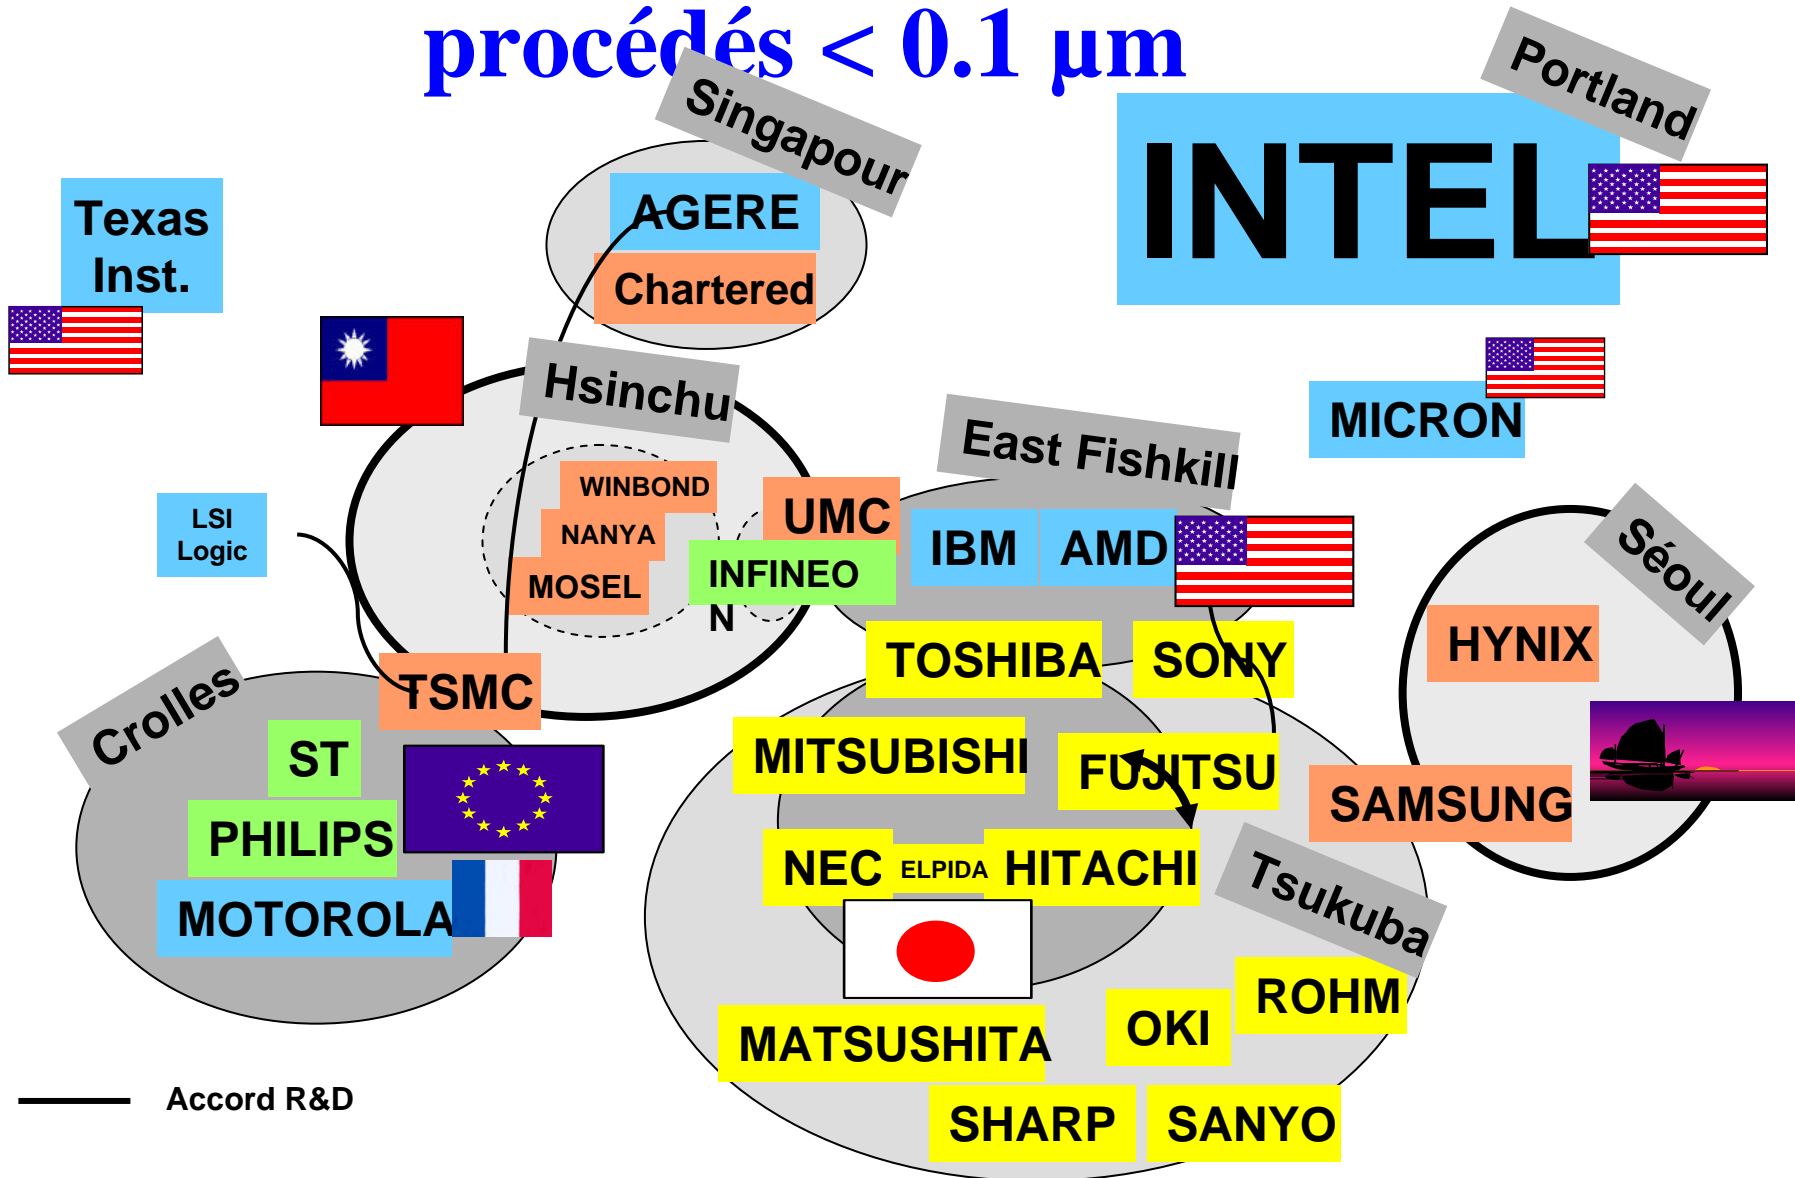 procédés < 0.1 µm
Portland
Singapour
INTEL
Texas
Inst.
AGERE
Chartered
Hsinchu
MICRON
East Fishkill
WINBOND
UMC
LSI
Logic
NANYA
IBM
AMD
Séoul
MOSEL
INFINEO
N
HYNIX
TOSHIBA
SONY
TSMC
Crolles
ST
MITSUBISHI
FUJITSU
SAMSUNG
PHILIPS
NEC
ELPIDA
HITACHI
Tsukuba
MOTOROLA
ROHM
OKI
MATSUSHITA
Accord R&D
SHARP
SANYO